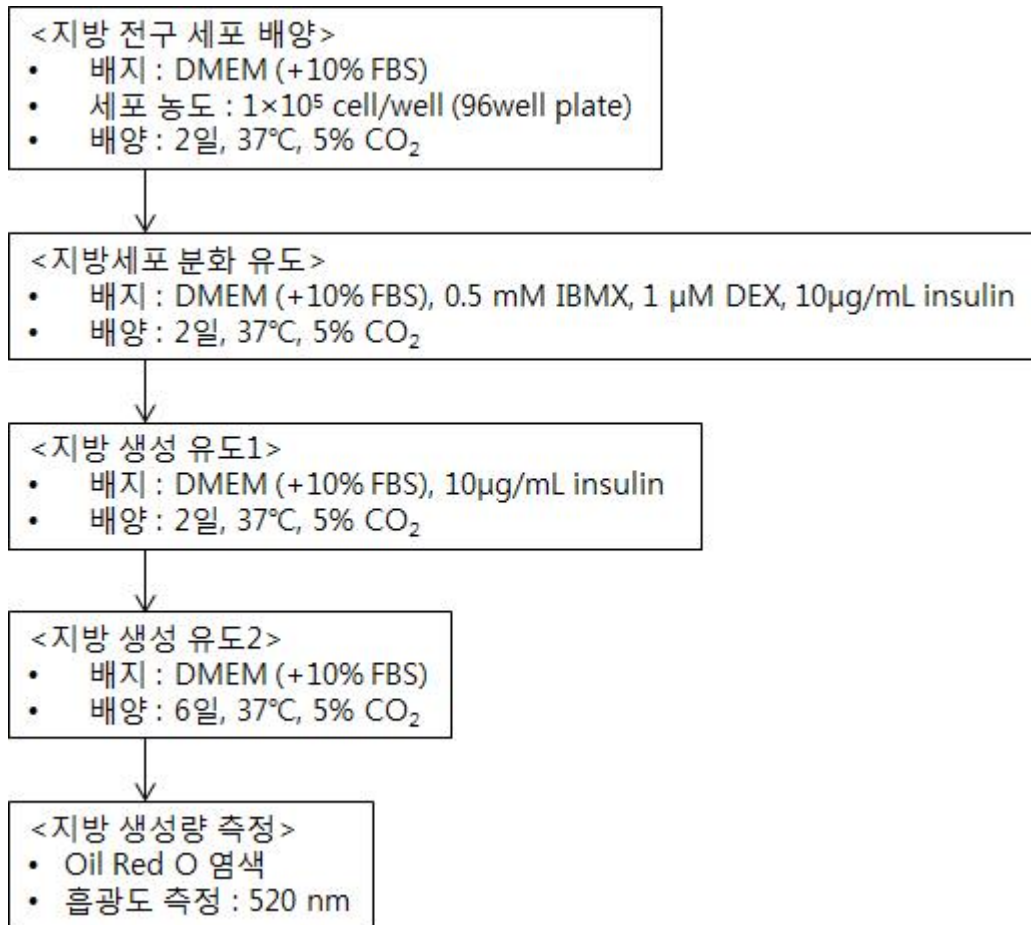 <지방 전구 세포 배양>
• 배지 : DMEM (+10% FBS)
• 세포 농도 : 1×10⁵ cell/well (96well plate)
• 배양 : 2일, 37℃, 5% CO₂
<지방세포 분화 유도>
• 배지 : DMEM (+10% FBS), 0.5 mM IBMX, 1 μM DEX, 10μg/mL insulin
• 배양 : 2일, 37℃, 5% CO₂
<지방 생성 유도1>
• 배지 : DMEM (+10% FBS), 10μg/mL insulin
• 배양 : 2일, 37℃, 5% CO₂
<지방 생성 유도2>
• 배지 : DMEM (+10% FBS)
• 배양 : 6일, 37℃, 5% CO₂
<지방 생성량 측정>
• Oil Red O 염색
• 흡광도 측정 : 520 nm